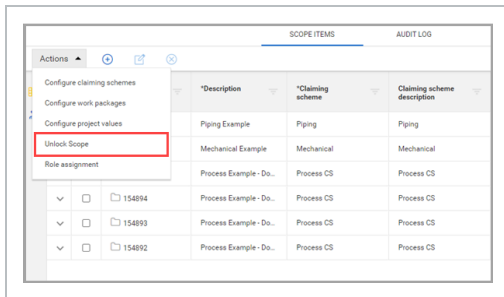 SCOPE ITEMS AUDIT LOG
Actions
Configure claiming schemes
Configure work packages
Configure project values
Unlock Scope
Role assignment
*Description *Claiming scheme Claiming scheme description
Piping Example Piping Piping
Mechanical Example Mechanical Mechanical
Process Example - Do... Process CS Process CS
154894 Process Example - Do... Process CS Process CS
154893 Process Example - Do... Process CS Process CS
154892 Process Example - Do... Process CS Process CS